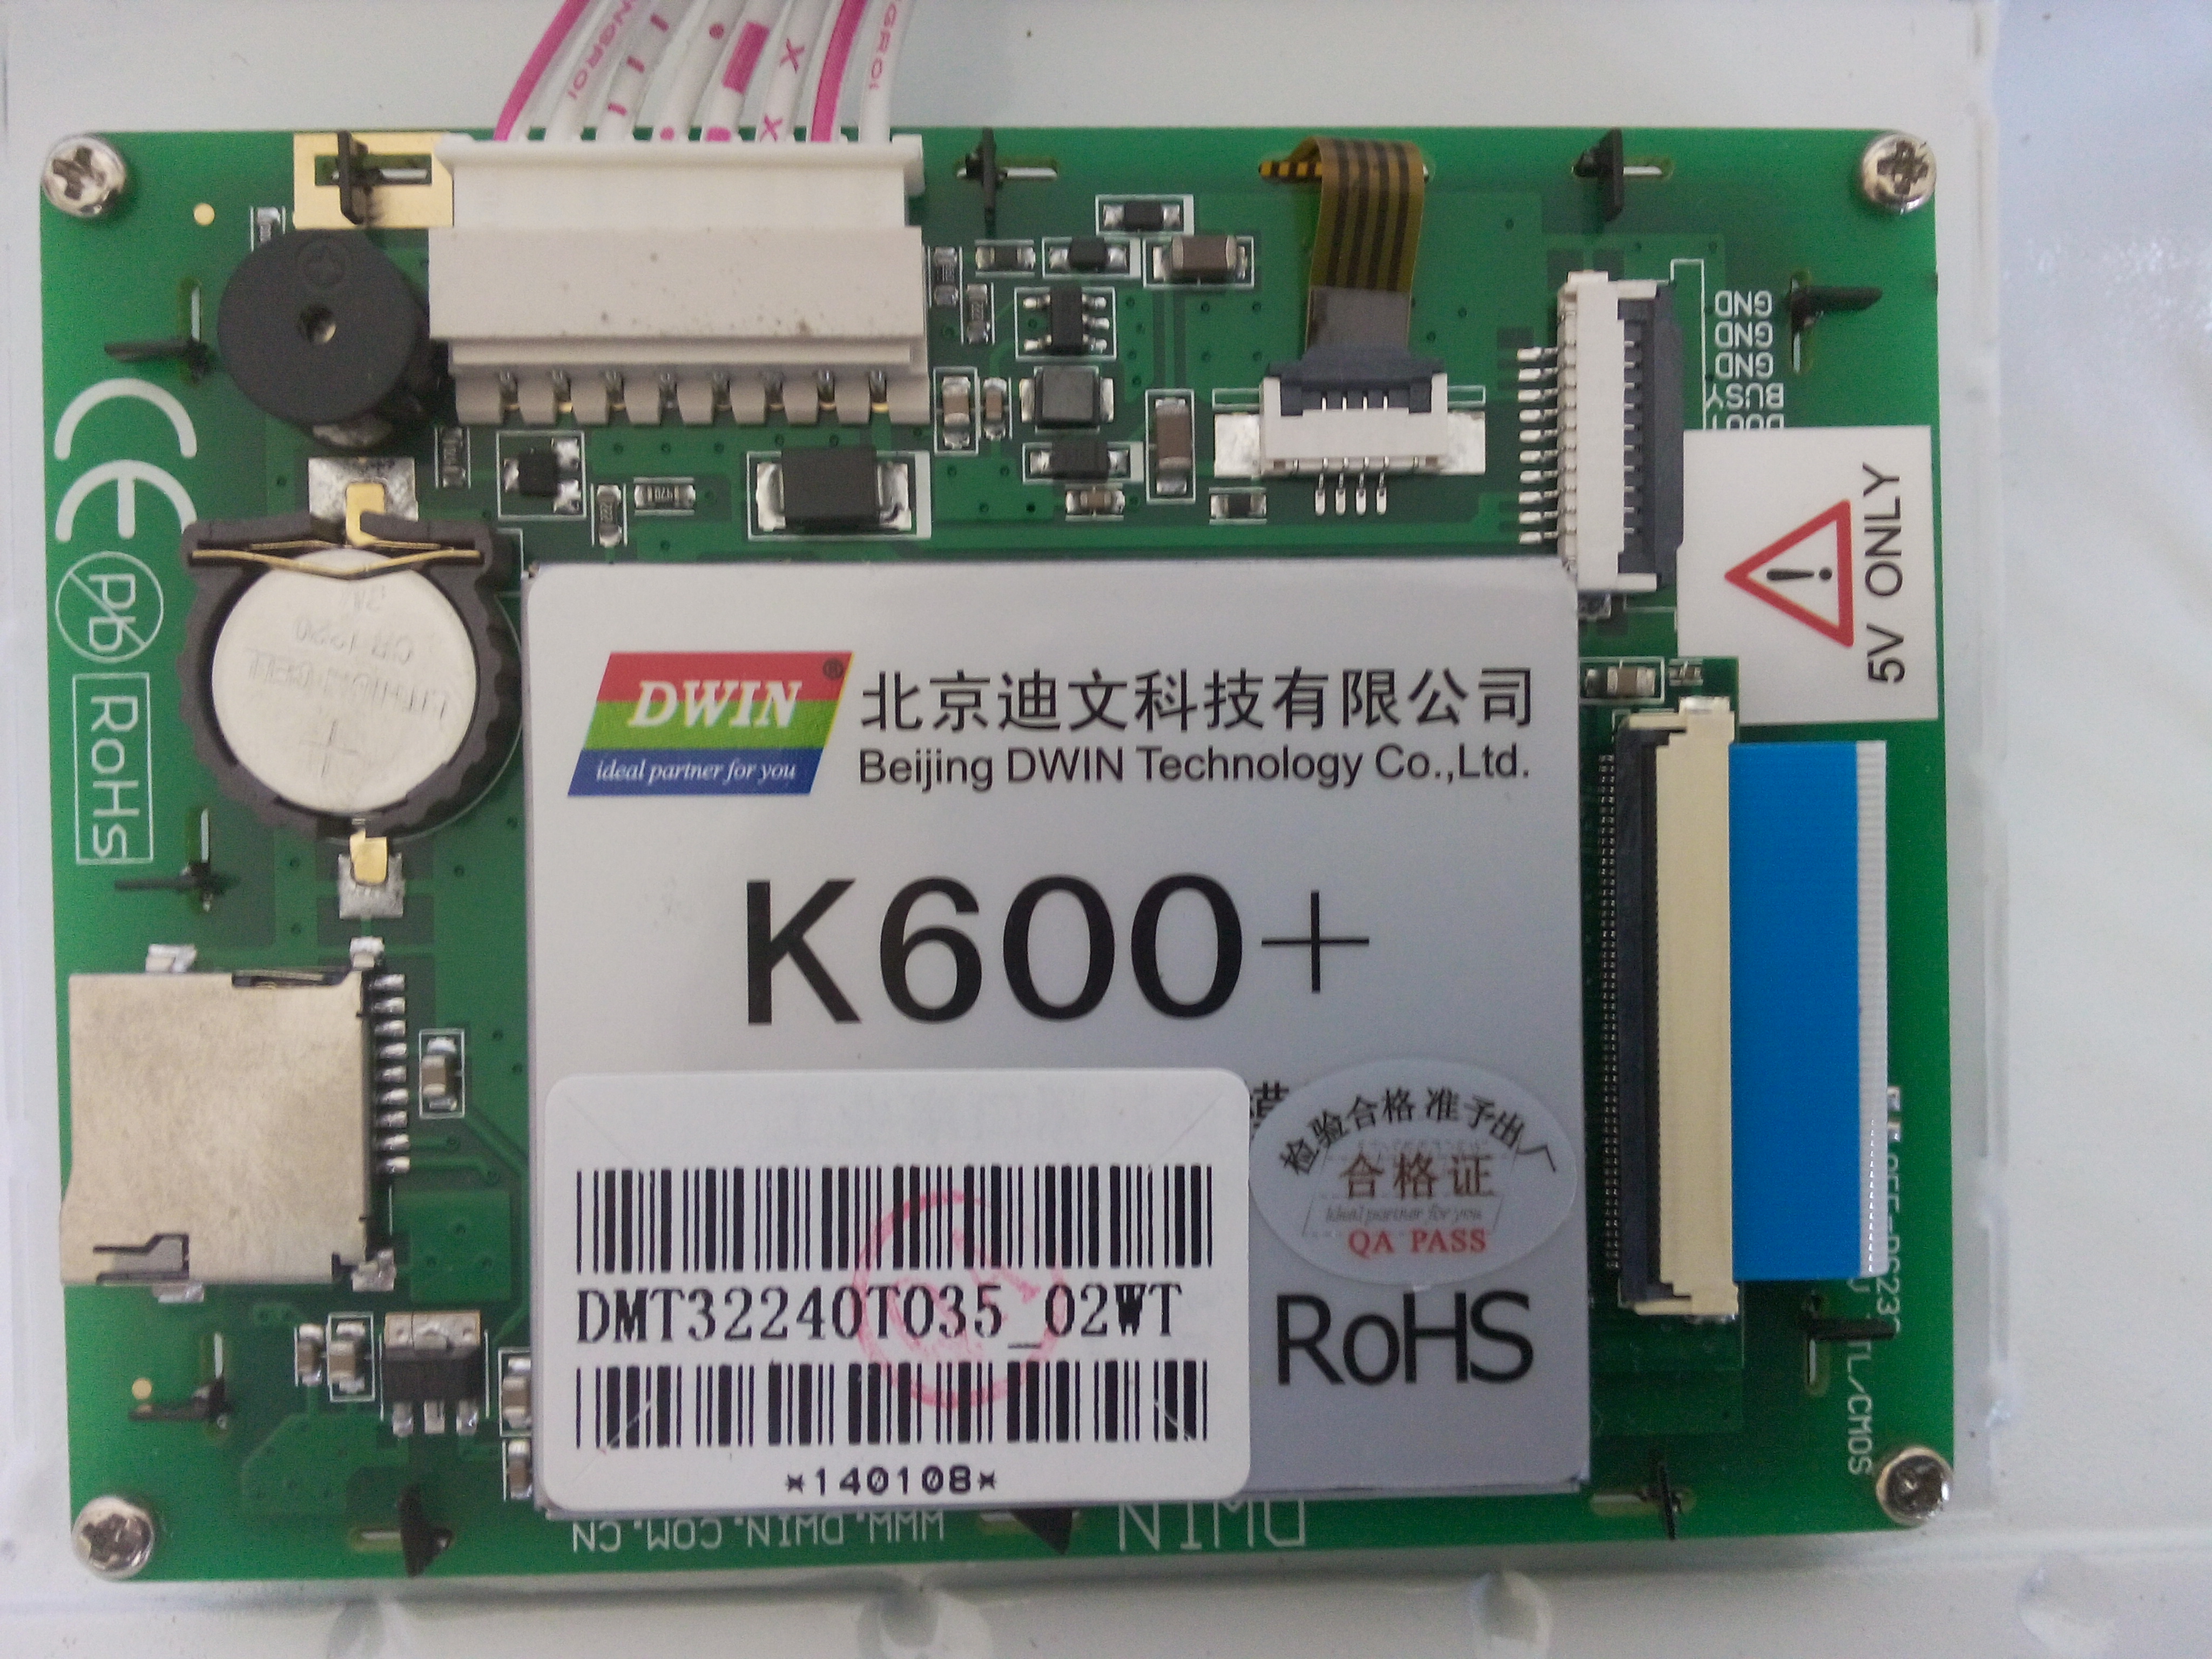 GND
GND
GND
BUSY
5V ONLY
Pb
RoHs
CR1220
LITHIUM CELL
DWIN
®
ideal partner for you
北京迪文科技有限公司
Beijing DWIN Technology Co.,Ltd.
K600+
检验合格 准予出厂
合格证
Ideal partner for you
QA PASS
DMT32240T035_02WT
*140108*
RoHS
WWW.DWIN.COM.CN
DWIN
TL/CMOS
470